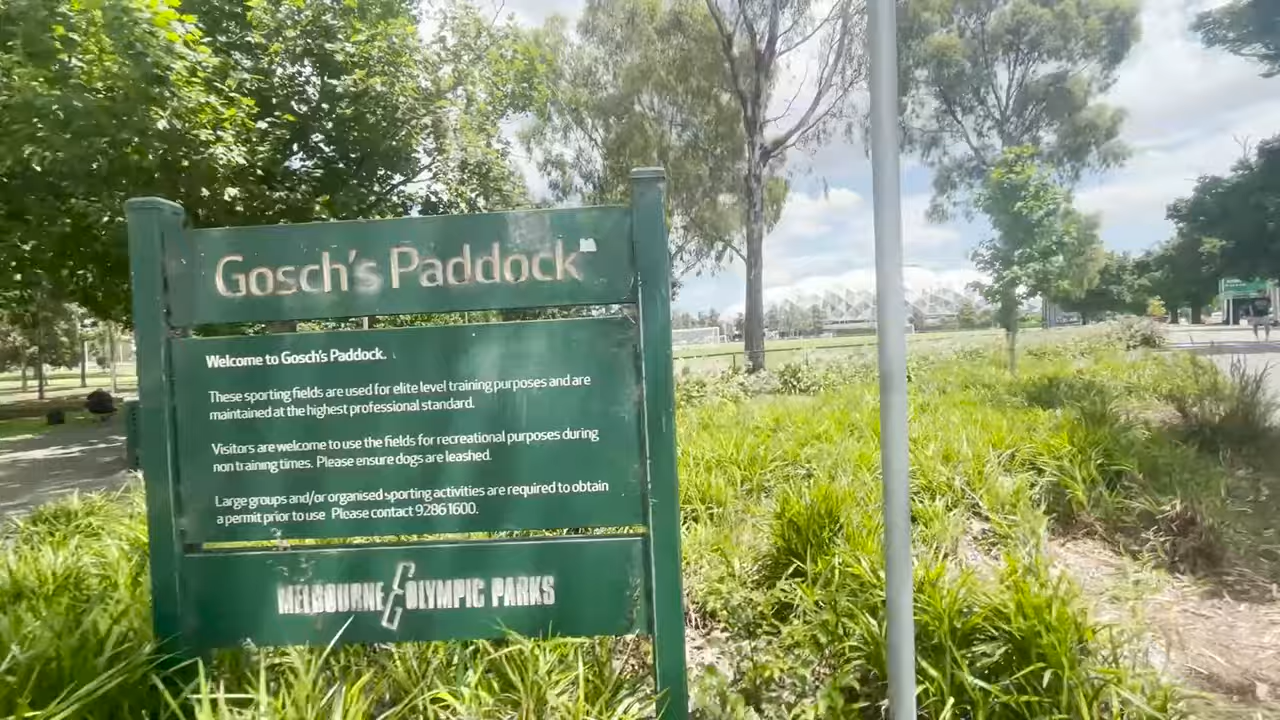 Gosch's Paddock
Welcome to Gosch's Paddock.
These sporting fields are used for elite level training purposes and are
maintained at the highest professional standard.
Visitors are welcome to use the fields for recreational purposes during
non training times. Please ensure dogs are leashed.
Large groups and/or organised sporting activities are required to obtain
a permit prior to use Please contact 9286 1600.
MELBOURNE & OLYMPIC PARKS